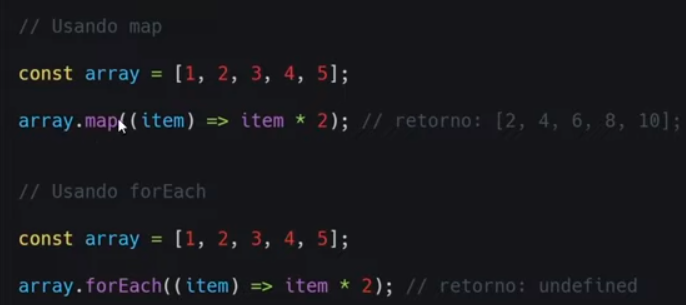 // Usando map
const array = [1, 2, 3, 4, 5];
array.map((item) => item * 2); // retorno: [2, 4, 6, 8, 10];
// Usando forEach
const array = [1, 2, 3, 4, 5];
array.forEach((item) => item * 2); // retorno: undefined